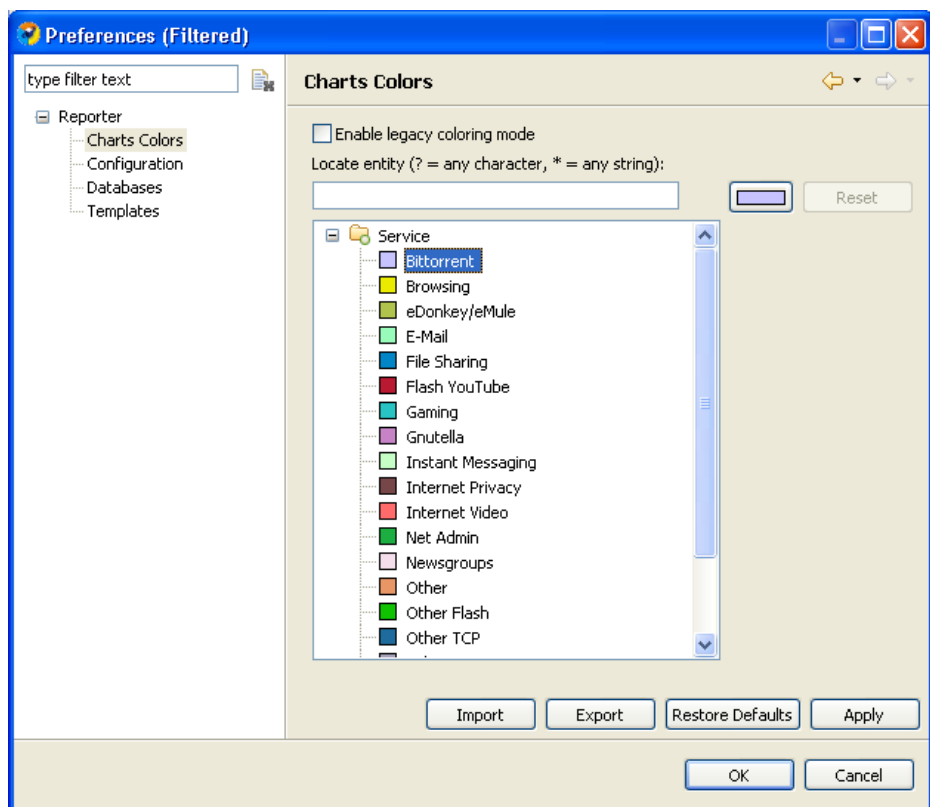 Preferences (Filtered)
type filter text
Reporter
Charts Colors
Configuration
Databases
Templates
Charts Colors
Enable legacy coloring mode
Locate entity (? = any character, * = any string):
Reset
Service
Bittorrent
Browsing
eDonkey/eMule
E-Mail
File Sharing
Flash YouTube
Gaming
Gnutella
Instant Messaging
Internet Privacy
Internet Video
Net Admin
Newsgroups
Other
Other Flash
Other TCP
Import
Export
Restore Defaults
Apply
OK
Cancel